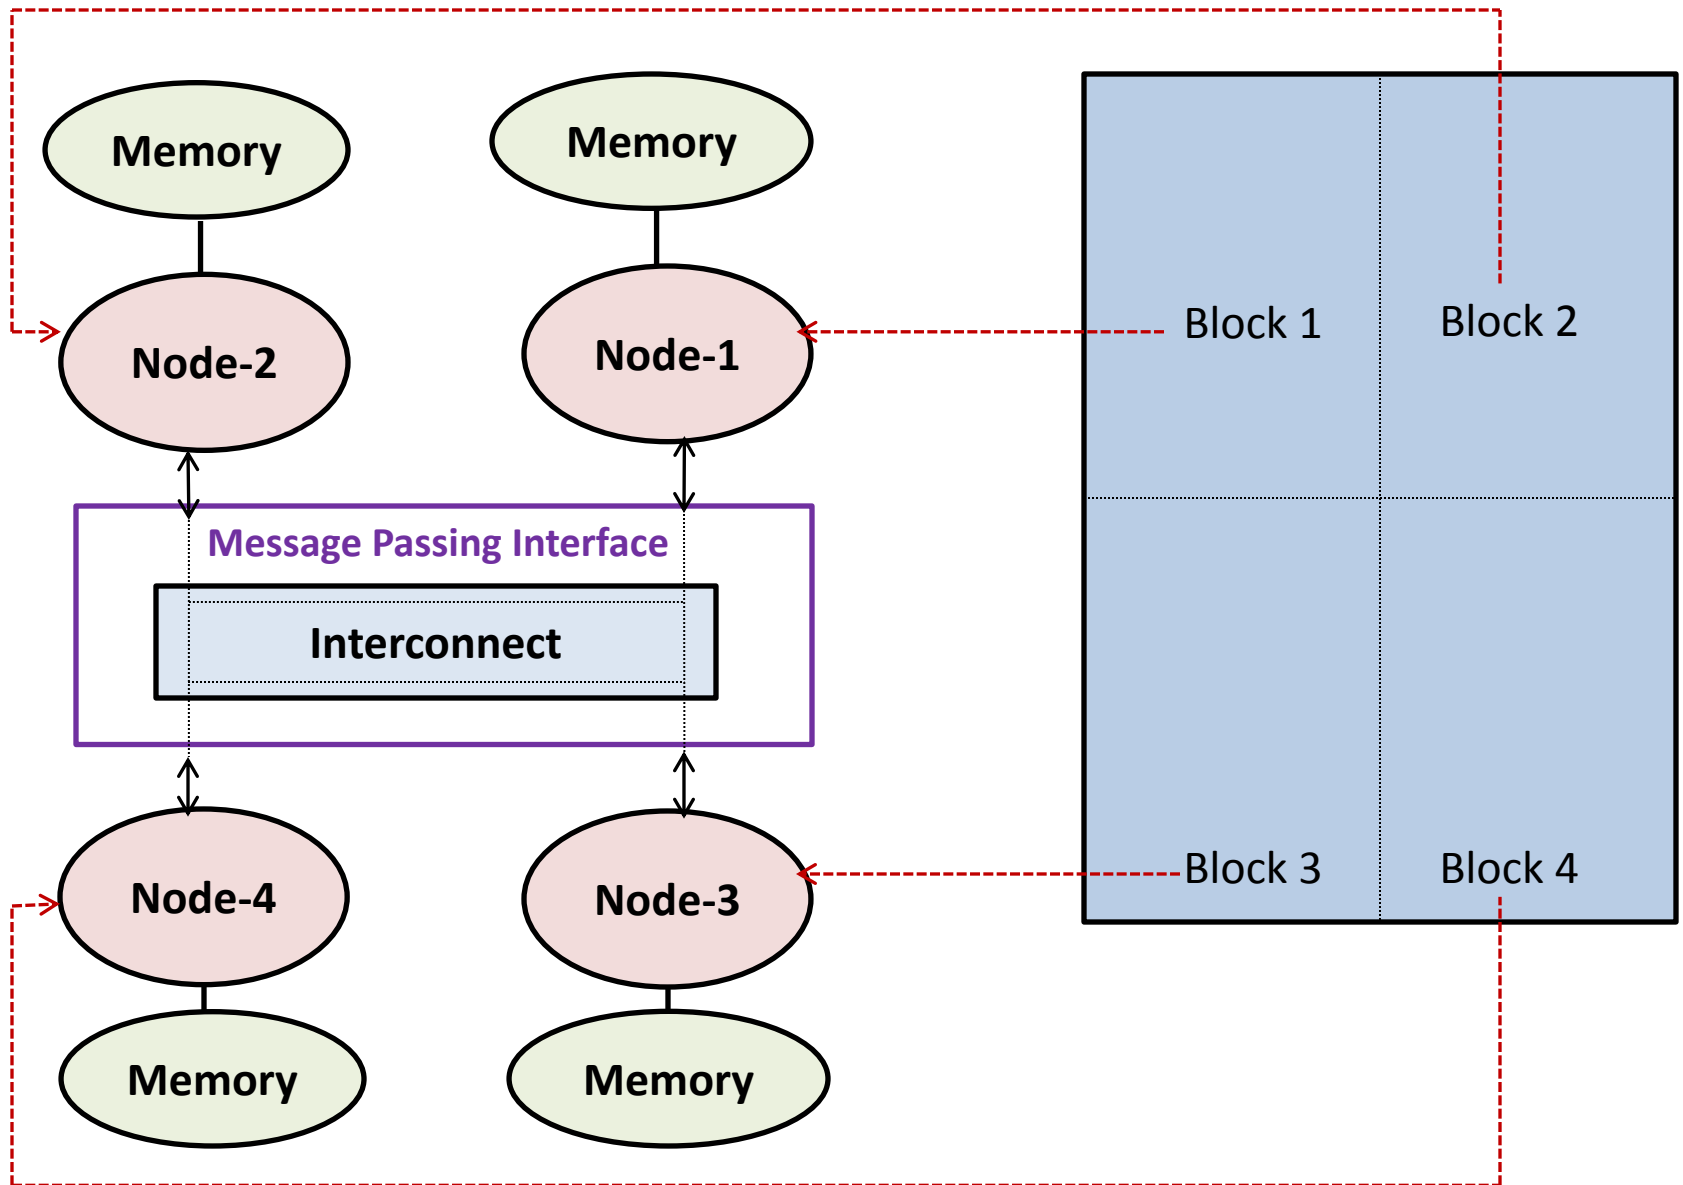 Memory
Memory
Node-2
Node-1
Block 1
Block 2
Message Passing Interface
Interconnect
Node-4
Node-3
Block 3
Block 4
Memory
Memory